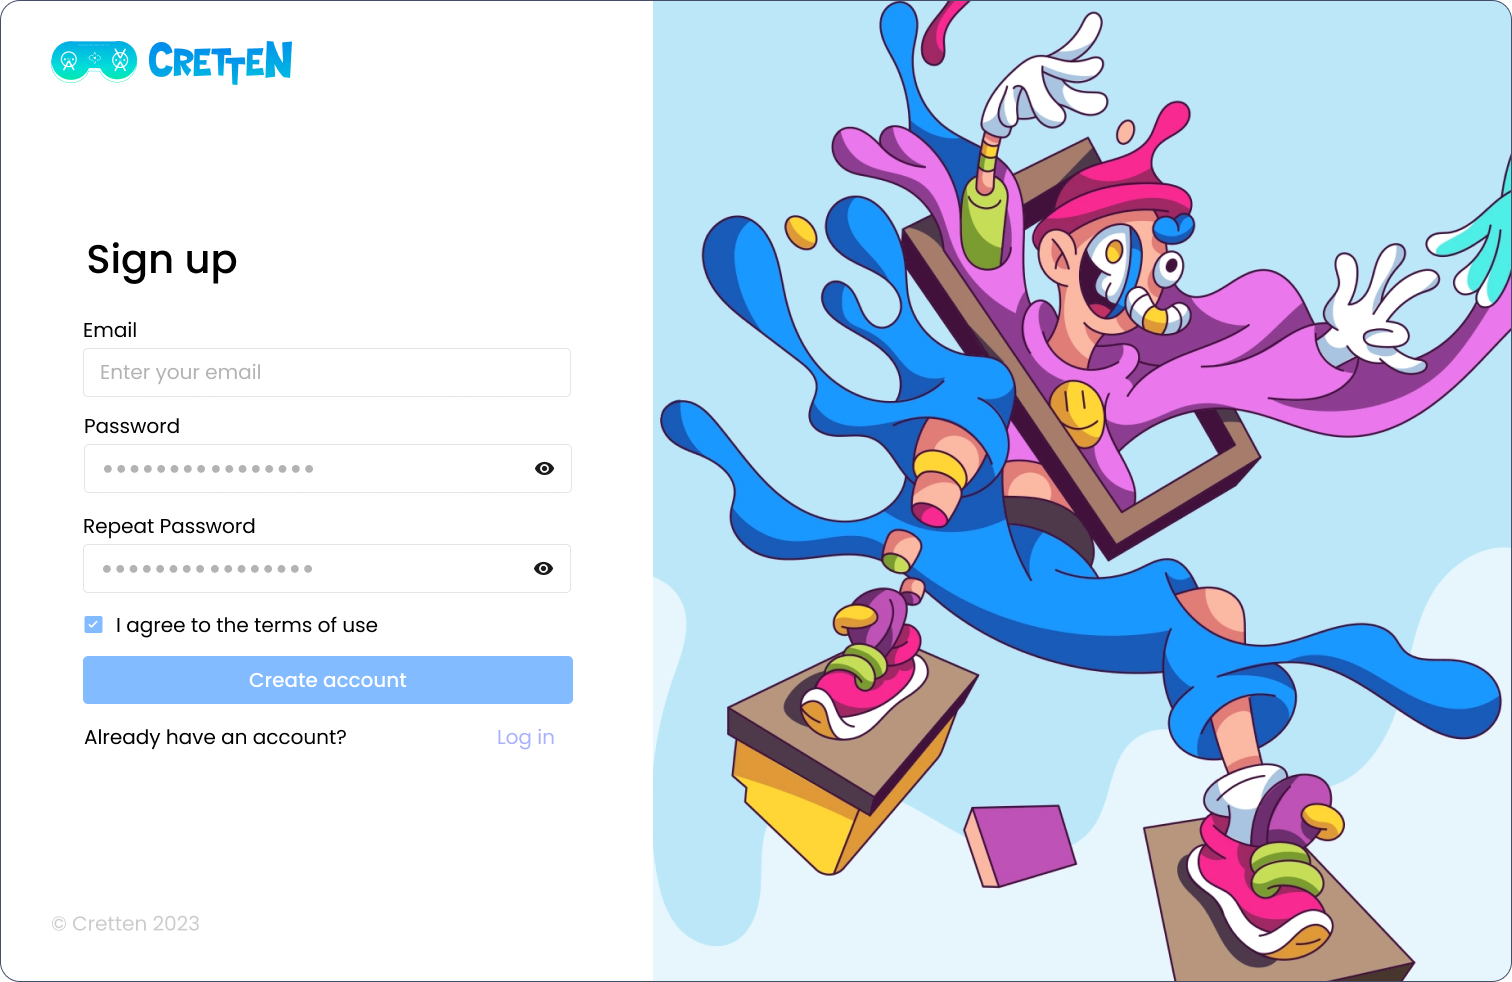 CRETTEN
Sign up
Email
Enter your email
Password
Repeat Password
I agree to the terms of use
Create account
Already have an account? Log in
© Cretten 2023